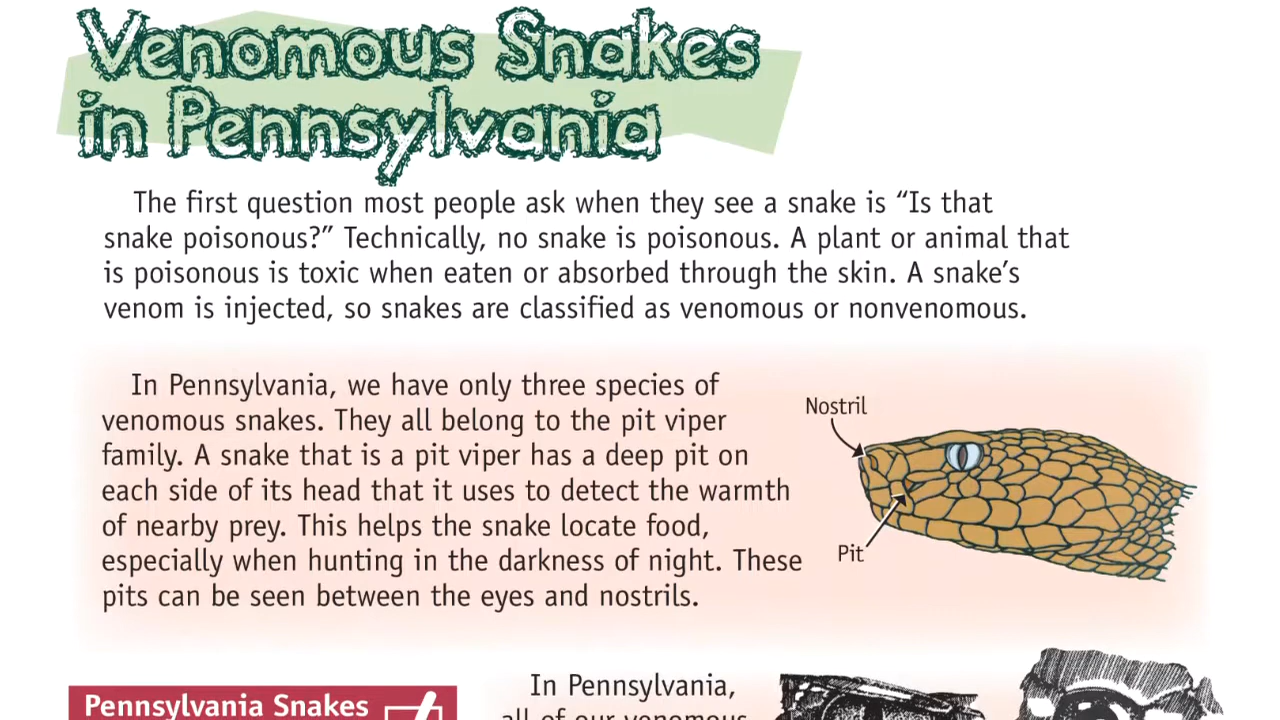 Venomous Snakes
in Pennsylvania
The first question most people ask when they see a snake is “Is that
snake poisonous?” Technically, no snake is poisonous. A plant or animal that
is poisonous is toxic when eaten or absorbed through the skin. A snake’s
venom is injected, so snakes are classified as venomous or nonvenomous.
In Pennsylvania, we have only three species of
venomous snakes. They all belong to the pit viper
family. A snake that is a pit viper has a deep pit on
each side of its head that it uses to detect the warmth
of nearby prey. This helps the snake locate food,
especially when hunting in the darkness of night. These
pits can be seen between the eyes and nostrils.
Nostril
Pit
Pennsylvania Snakes
In Pennsylvania,
all of our venomous